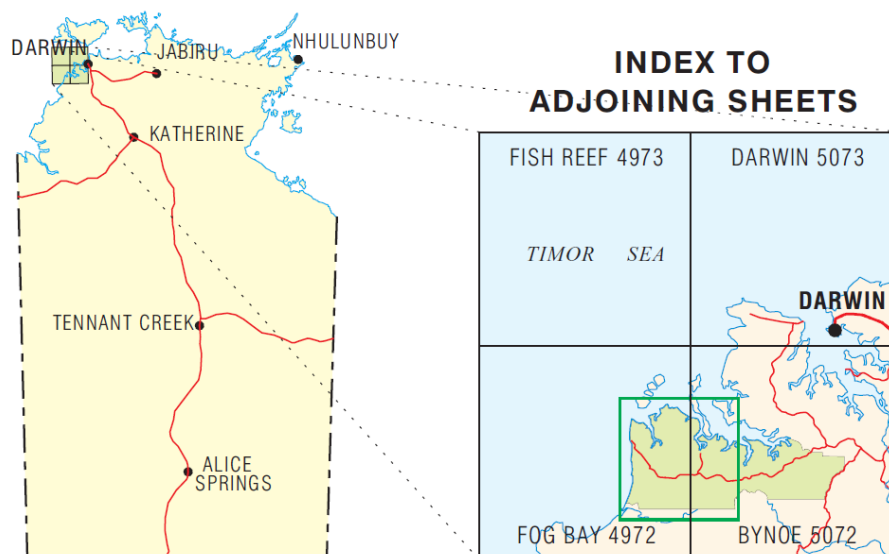 DARWIN
JABIRU
NHULUNBUY
KATHERINE
TENNANT CREEK
ALICE
SPRINGS
INDEX TO
ADJOINING SHEETS
FISH REEF 4973
DARWIN 5073
TIMOR SEA
DARWIN
FOG BAY 4972
BYNOE 5072